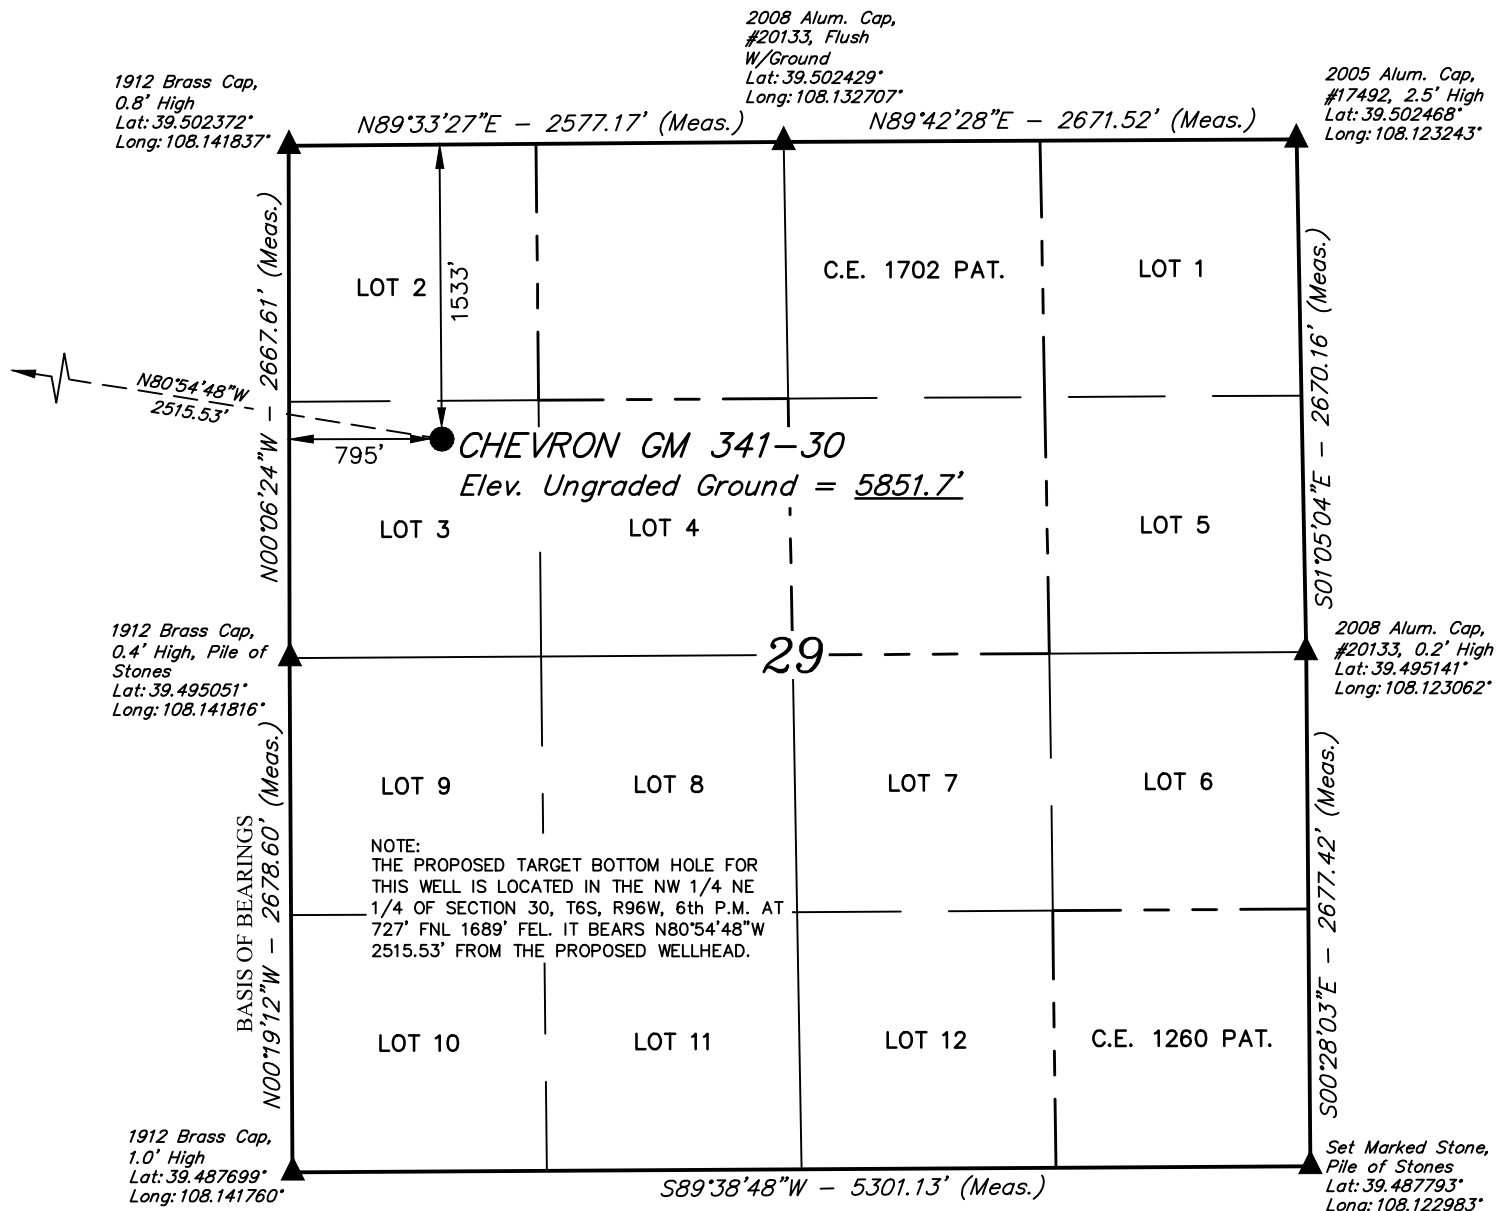 2008 Alum. Cap,
#20133, Flush
W/Ground
Lat: 39.502429°
Long: 108.132707°
1912 Brass Cap,
0.8' High
Lat: 39.502372°
Long: 108.141837°
2005 Alum. Cap,
#17492, 2.5' High
Lat: 39.502468°
Long: 108.123243°
N89°33'27"E - 2577.17' (Meas.)
N89°42'28"E - 2671.52' (Meas.)
N00°06'24"W - 2667.61' (Meas.)
S01°05'04"E - 2670.16' (Meas.)
LOT 2
1533'
C.E. 1702 PAT.
LOT 1
N80°54'48"W
2515.53'
795'
CHEVRON GM 341-30
Elev. Ungraded Ground = 5851.7'
LOT 3
LOT 4
LOT 5
1912 Brass Cap,
0.4' High, Pile of
Stones
Lat: 39.495051°
Long: 108.141816°
29
2008 Alum. Cap,
#20133, 0.2' High
Lat: 39.495141°
Long: 108.123062°
BASIS OF BEARINGS
N00°19'12"W - 2678.60' (Meas.)
S00°28'03"E - 2677.42' (Meas.)
LOT 9
LOT 8
LOT 7
LOT 6
NOTE:
THE PROPOSED TARGET BOTTOM HOLE FOR
THIS WELL IS LOCATED IN THE NW 1/4 NE
1/4 OF SECTION 30, T6S, R96W, 6th P.M. AT
727' FNL 1689' FEL. IT BEARS N80°54'48"W
2515.53' FROM THE PROPOSED WELLHEAD.
LOT 10
LOT 11
LOT 12
C.E. 1260 PAT.
1912 Brass Cap,
1.0' High
Lat: 39.487699°
Long: 108.141760°
S89°38'48"W - 5301.13' (Meas.)
Set Marked Stone,
Pile of Stones
Lat: 39.487793°
Long: 108.122983°